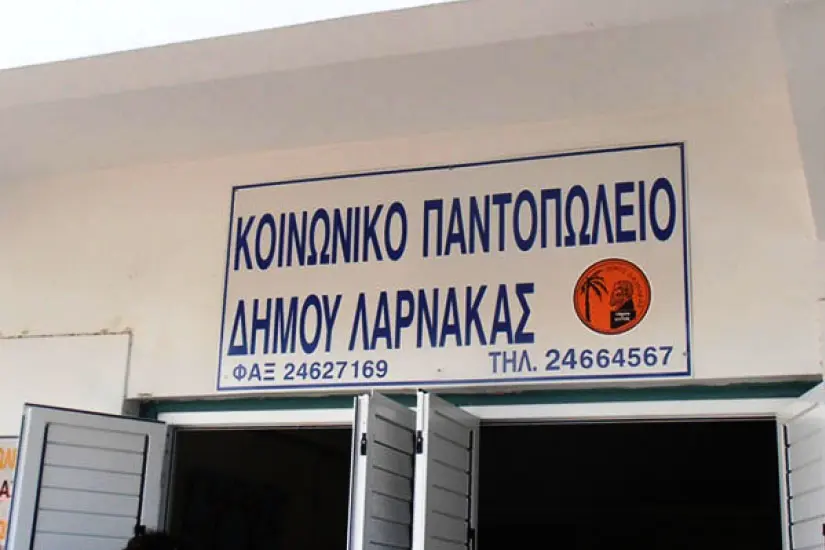 ΚΟΙΝΩΝΙΚΟ ΠΑΝΤΟΠΩΛΕΙΟ
ΔΗΜΟΥ ΛΑΡΝΑΚΑΣ
ΦΑΞ 24627169 ΤΗΛ. 24664567